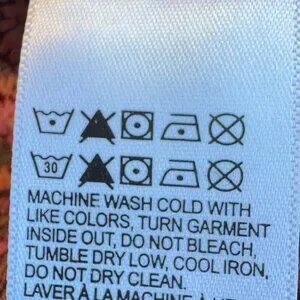 30
MACHINE WASH COLD WITH
LIKE COLORS, TURN GARMENT
INSIDE OUT, DO NOT BLEACH,
TUMBLE DRY LOW, COOL IRON,
DO NOT DRY CLEAN.
LAVER À LA MACHINE À